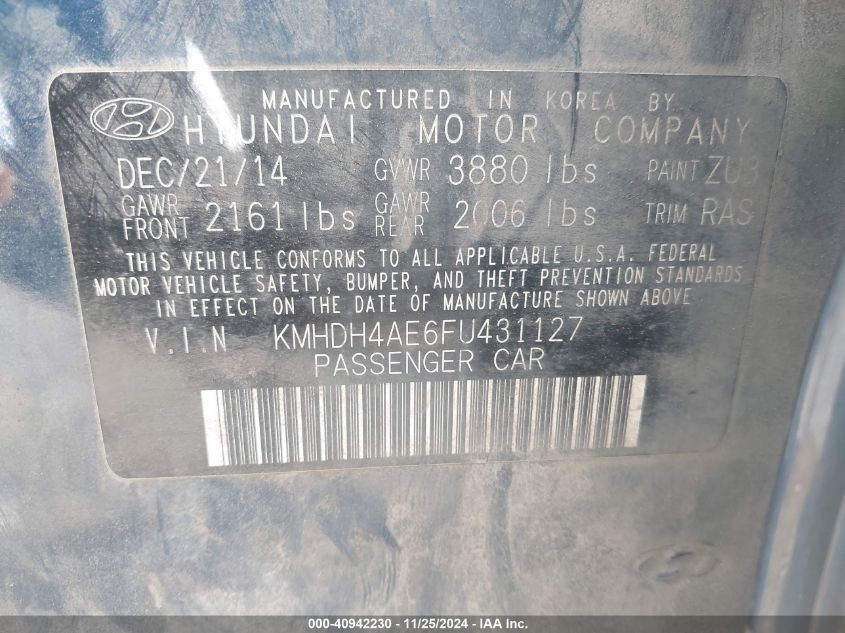 MANUFACTURED IN KOREA BY
HYUNDAI MOTOR COMPANY
DEC/21/14 GVWR 3880 lbs PAINT ZU3
GAWR FRONT 2161 lbs GAWR REAR 2006 lbs TRIM RAS
THIS VEHICLE CONFORMS TO ALL APPLICABLE U.S.A. FEDERAL
MOTOR VEHICLE SAFETY, BUMPER, AND THEFT PREVENTION STANDARDS
IN EFFECT ON THE DATE OF MANUFACTURE SHOWN ABOVE
V.I.N KMHDH4AE6FU431127
PASSENGER CAR
000-40942230 - 11/25/2024 - IAA Inc.